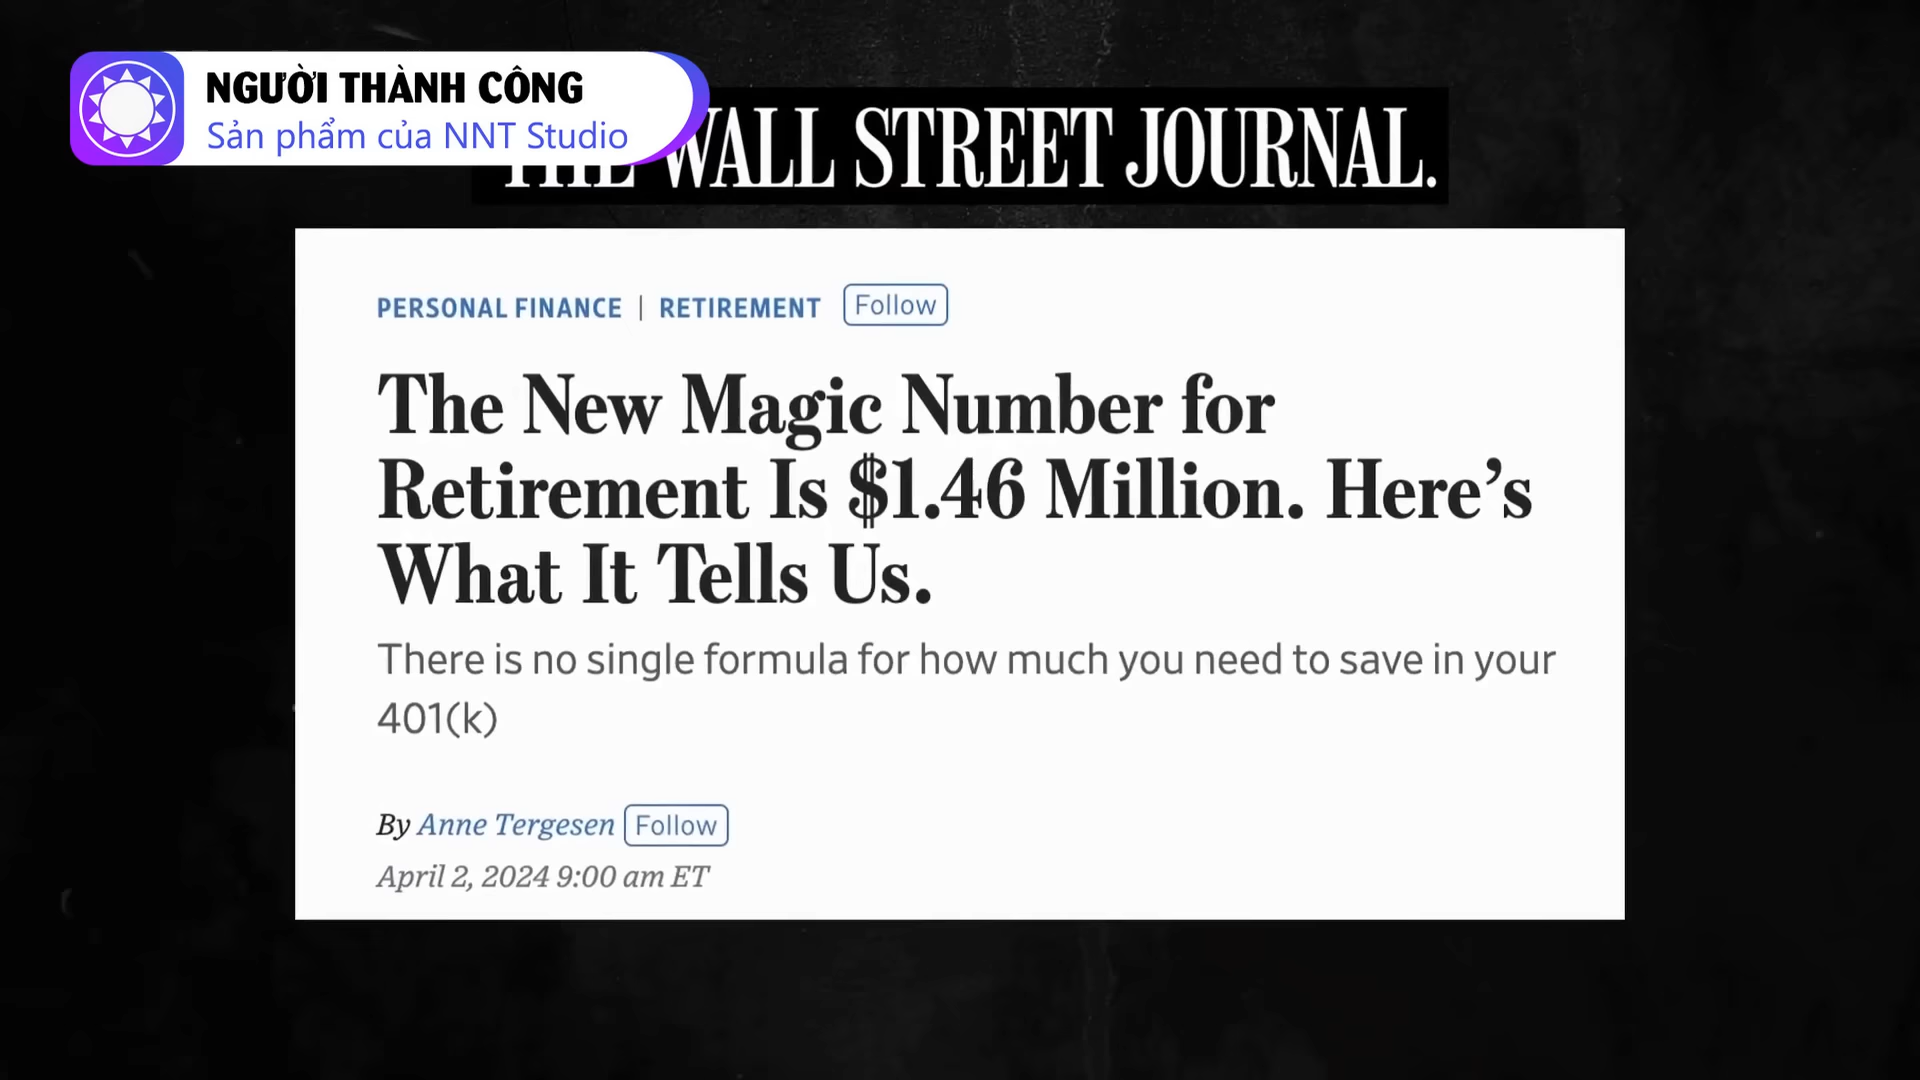 NGƯỜI THÀNH CÔNG
Sản phẩm của NNT Studio
THE WALL STREET JOURNAL.
PERSONAL FINANCE | RETIREMENT Follow
The New Magic Number for
Retirement Is $1.46 Million. Here’s
What It Tells Us.
There is no single formula for how much you need to save in your
401(k)
By Anne Tergesen Follow
April 2, 2024 9:00 am ET